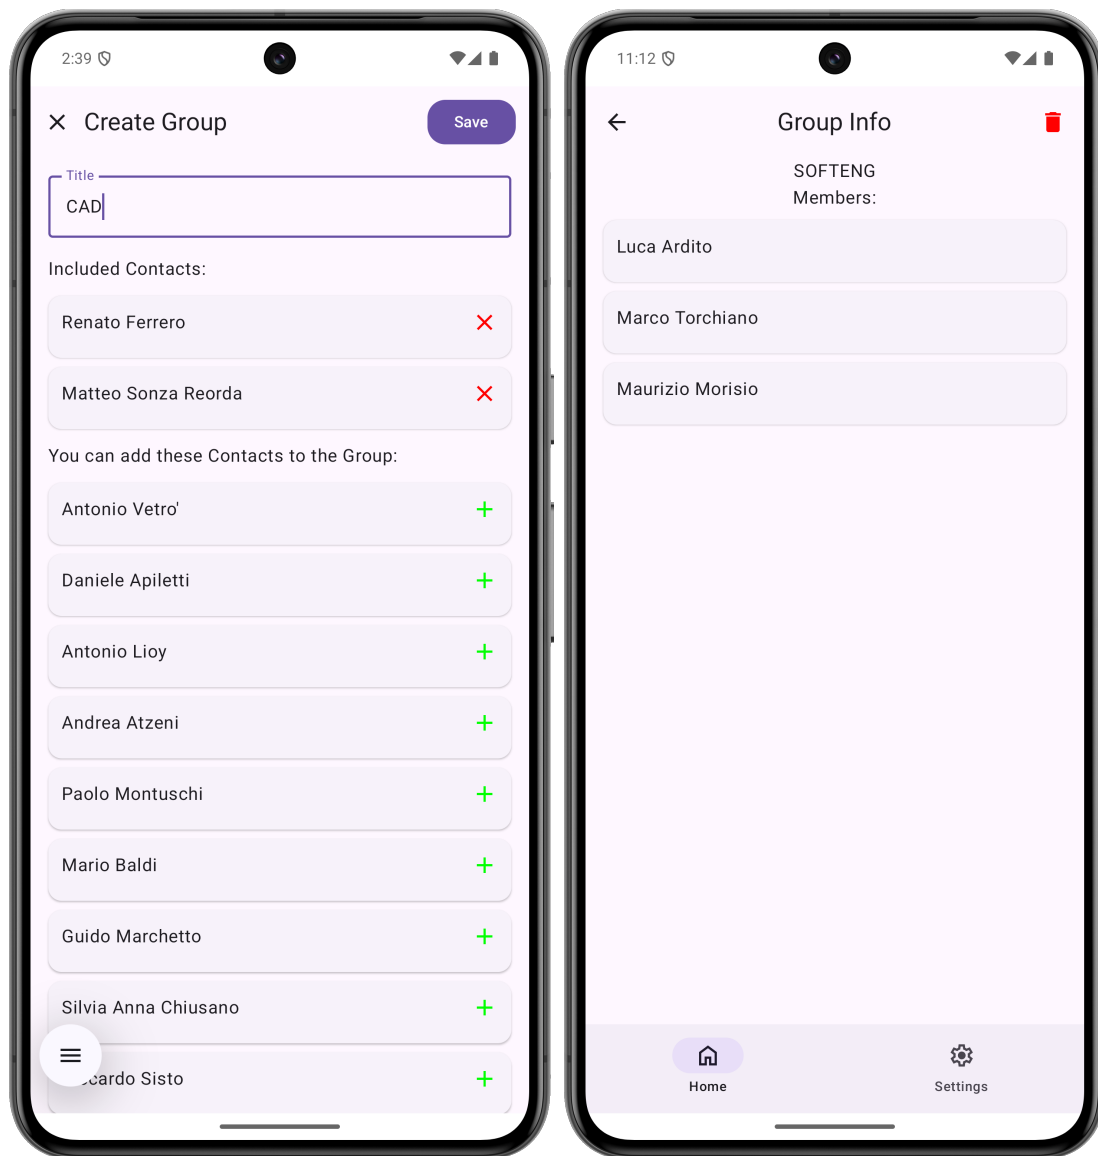 2:39
Create Group
Save
Title
CAD
Included Contacts:
Renato Ferrero
Matteo Sonza Reorda
You can add these Contacts to the Group:
Antonio Vetro'
Daniele Apiletti
Antonio Lioy
Andrea Atzeni
Paolo Montuschi
Mario Baldi
Guido Marchetto
Silvia Anna Chiusano
Sisto
11:12
Group Info
SOFTENG
Members:
Luca Ardito
Marco Torchiano
Maurizio Morisio
Home
Settings